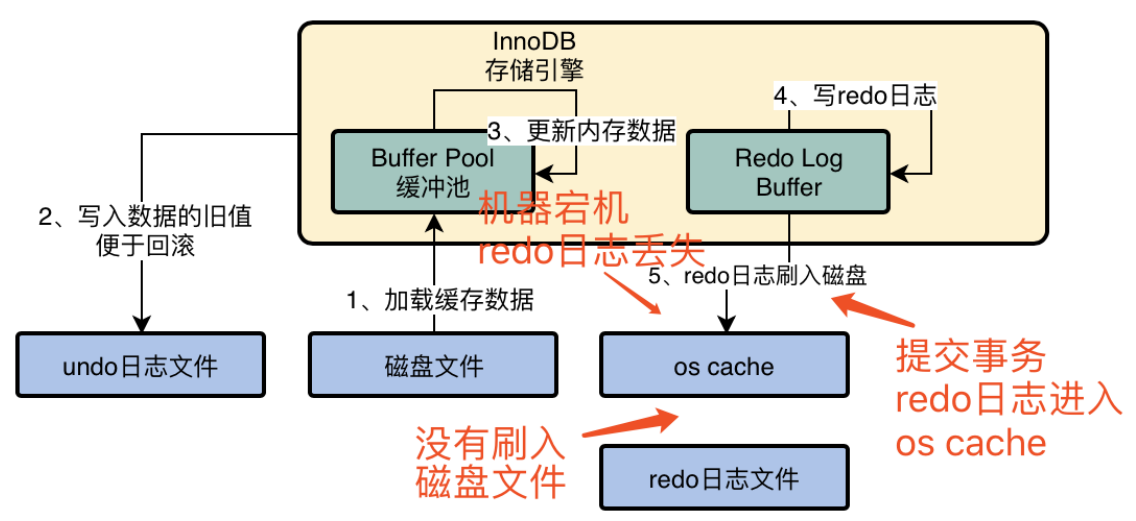 InnoDB
存储引擎
4、写redo日志
3、更新内存数据
Buffer Pool
缓冲池
Redo Log
Buffer
2、写入数据的旧值
便于回滚
机器宕机
redo日志丢失
5、redo日志刷入磁盘
1、加载缓存数据
undo日志文件
磁盘文件
os cache
提交事务
redo日志进入
os cache
没有刷入
磁盘文件
redo日志文件